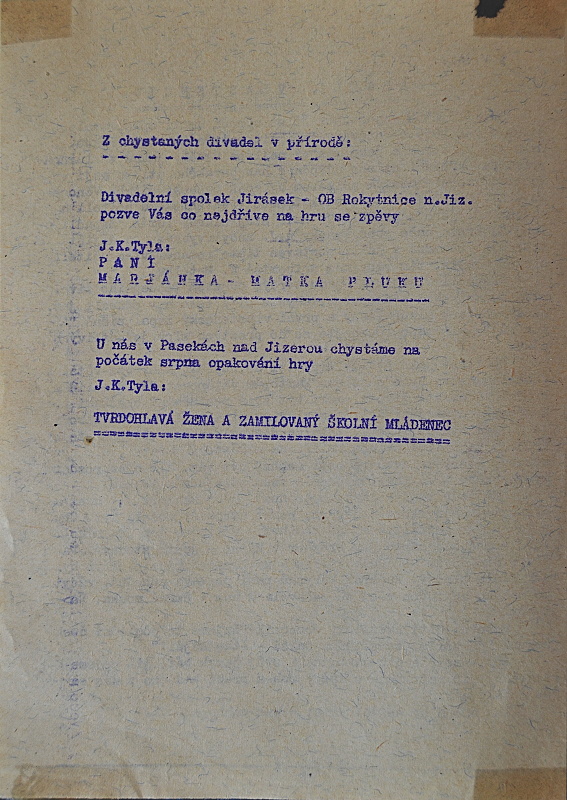 Z chystaných divadel v přírodě:
- - - - - - - - - - - - - - - -
Divadelní spolek Jirásek - OB Rokytnice n.Jiz.
pozve Vás co nejdříve na hru se zpěvy
J.K.Tyla:
P A N Í
M A R J Á N K A - M A T K A P L U K U
U nás v Pasekách nad Jizerou chystáme na
počátek srpna opakování hry
J.K.Tyla:
TVRDOHLAVÁ ŽENA A ZAMILOVANÝ ŠKOLNÍ MLÁDENEC